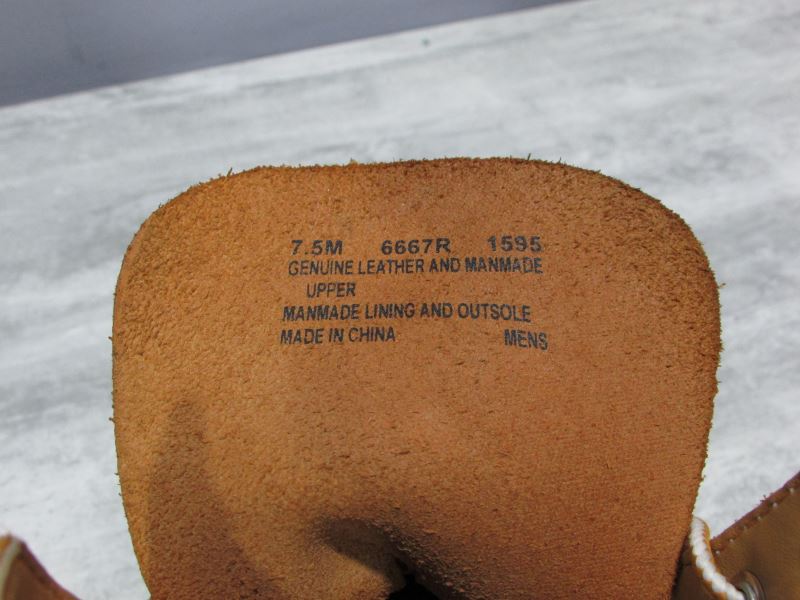 7.5M 6667R 1595
GENUINE LEATHER AND MANMADE
UPPER
MANMADE LINING AND OUTSOLE
MADE IN CHINA MENS